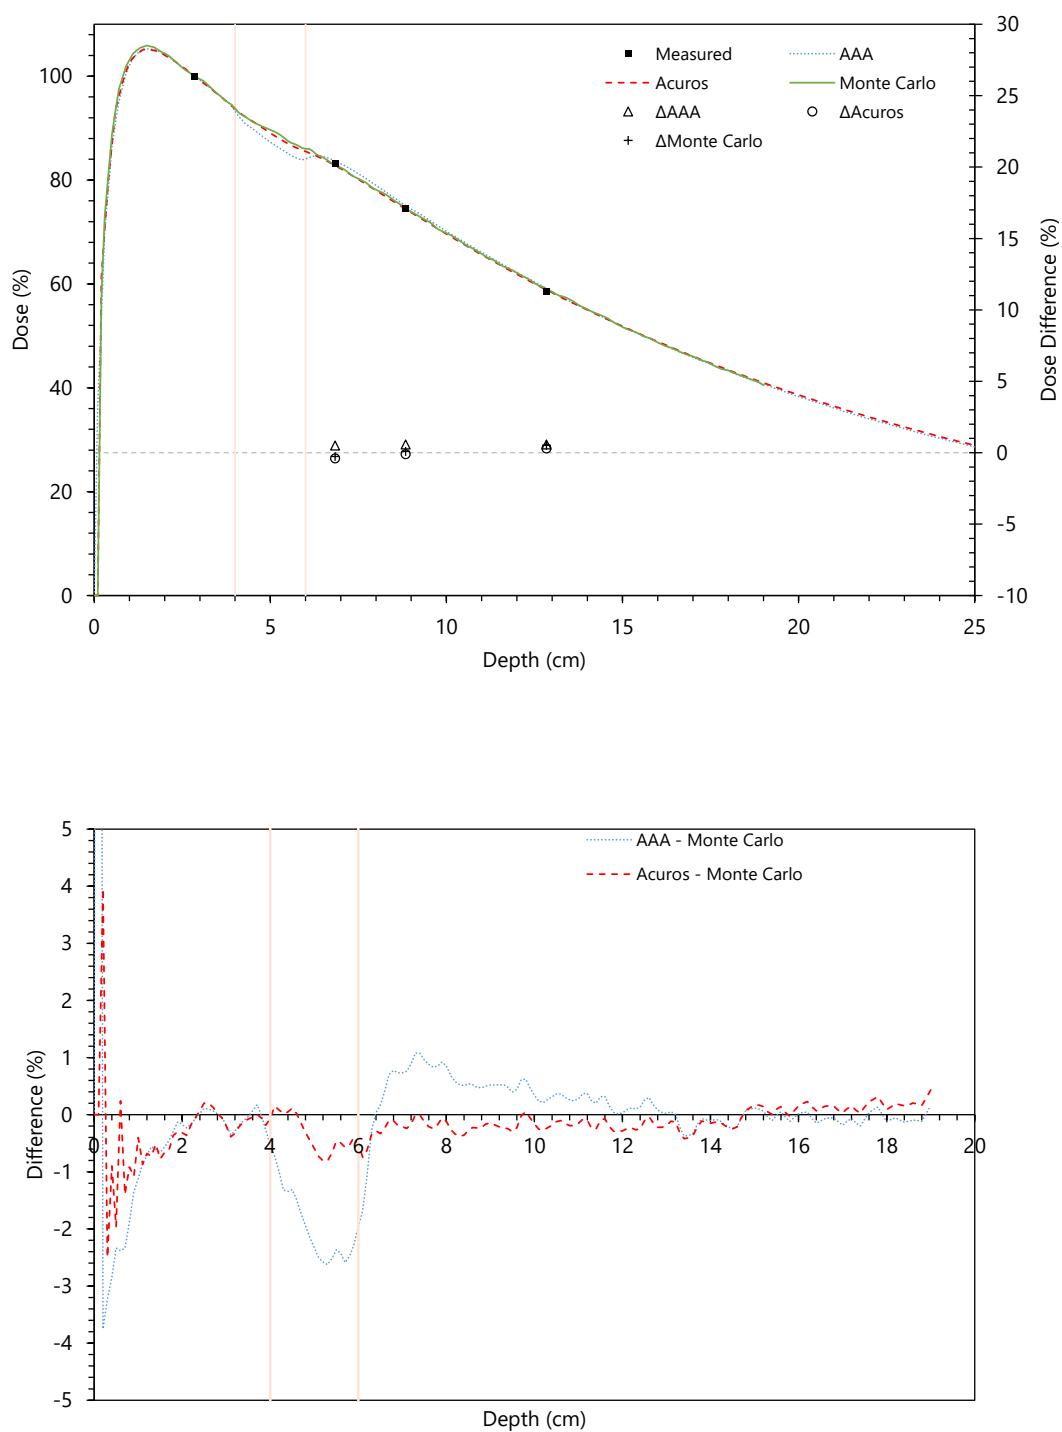 Measured
AAA
Acuros
Monte Carlo
ΔAAA
ΔAcuros
ΔMonte Carlo
Dose (%)
100
80
60
40
20
0
30
25
20
15
10
5
0
-5
-10
Dose Difference (%)
0 5 10 15 20 25
Depth (cm)
AAA - Monte Carlo
Acuros - Monte Carlo
Difference (%)
5
4
3
2
1
0
-1
-2
-3
-4
-5
0 2 4 6 8 10 12 14 16 18 20
Depth (cm)